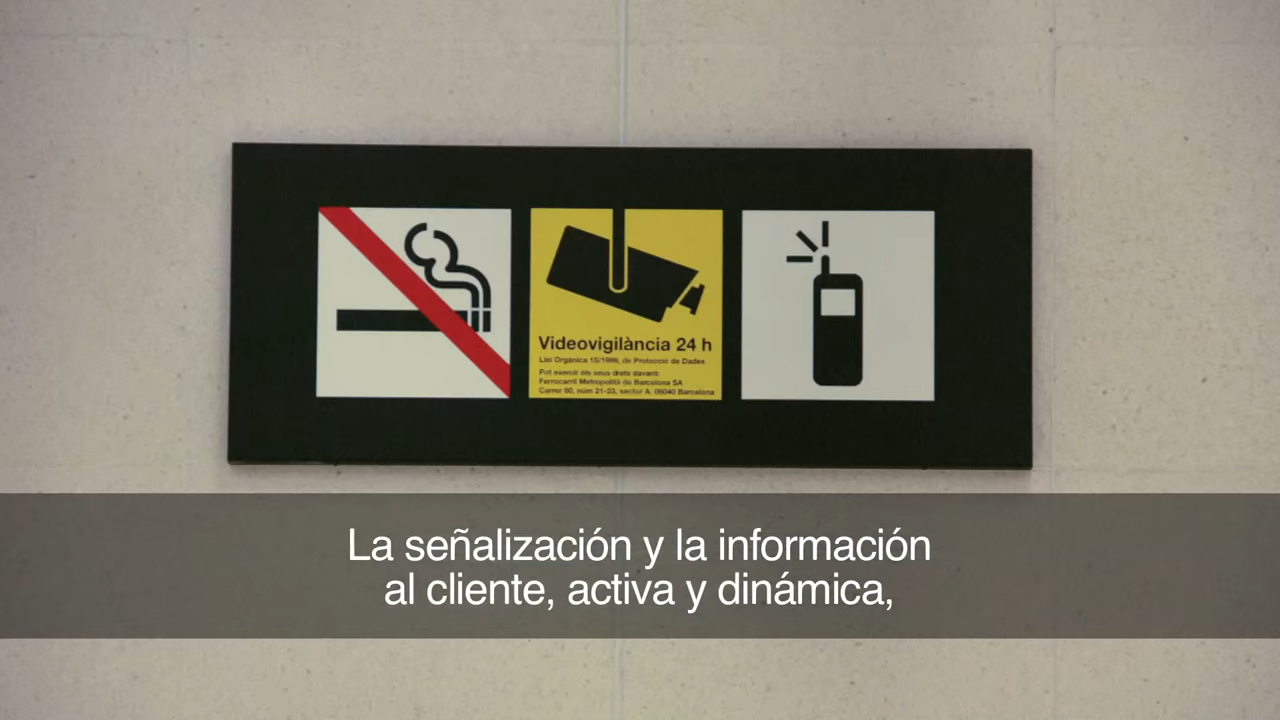 Videovigilància 24 h
Llei Orgànica 15/1999, de Protecció de Dades
Pot exercir els seus drets davant:
Ferrocarril Metropolità de Barcelona SA
Carrer 60, núm 21-23, sector A. 08040 Barcelona
La señalización y la información
al cliente, activa y dinámica,